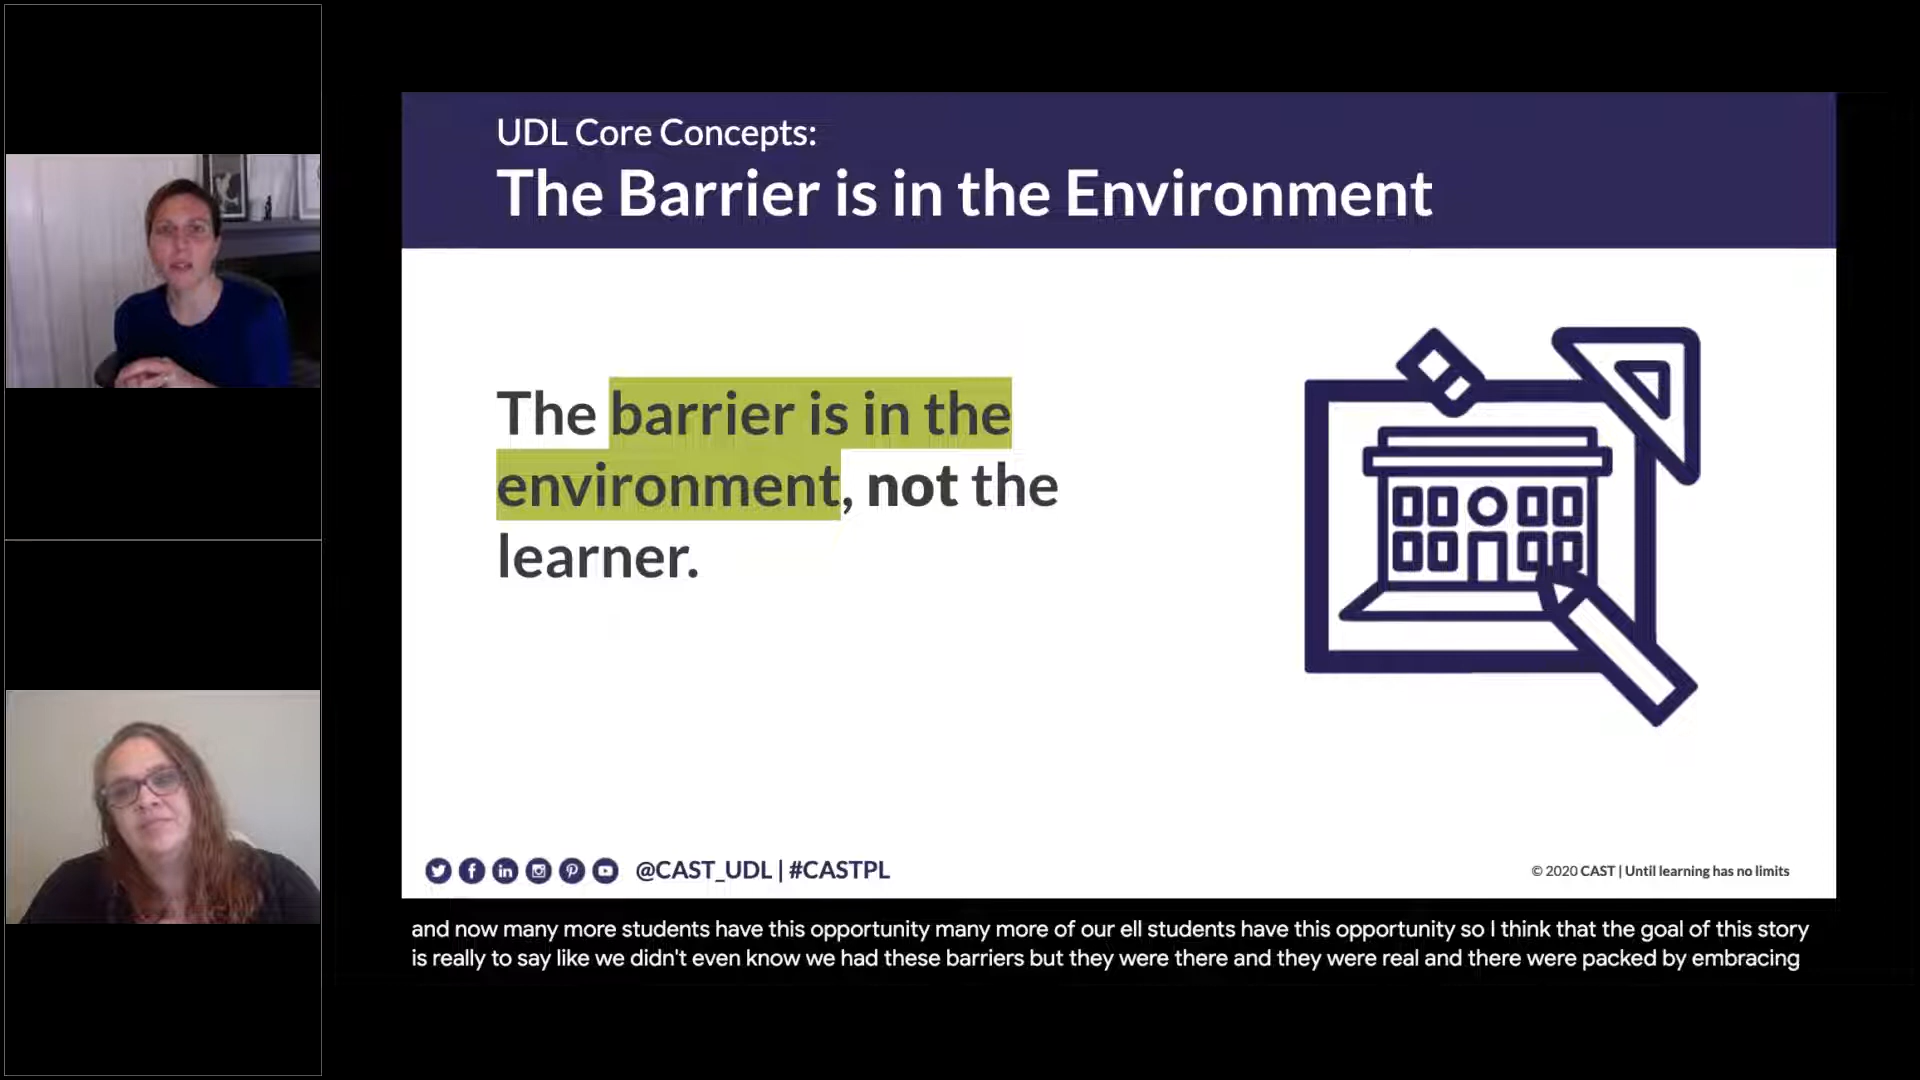 UDL Core Concepts:
The Barrier is in the Environment
The barrier is in the
environment, not the
learner.
@CAST_UDL | #CASTPL
© 2020 CAST | Until learning has no limits
and now many more students have this opportunity many more of our ell students have this opportunity so I think that the goal of this story
is really to say like we didn't even know we had these barriers but they were there and they were real and there were packed by embracing